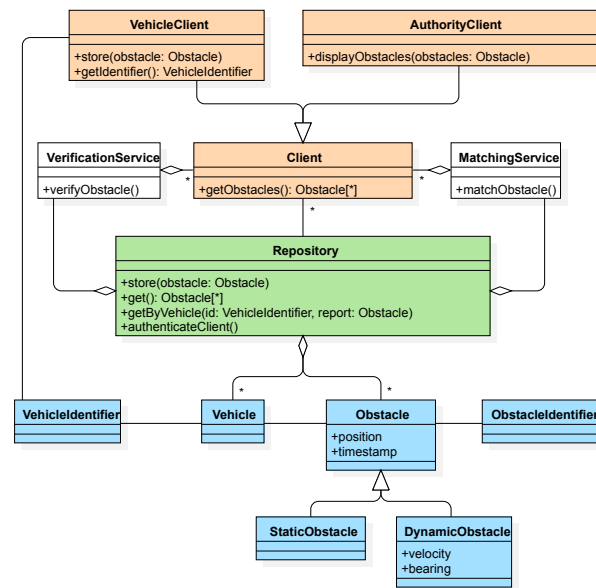 VehicleClient
+store(obstacle: Obstacle)
+getIdentifier(): VehicleIdentifier
AuthorityClient
+displayObstacles(obstacles: Obstacle)
VerificationService
+verifyObstacle()
*
Client
+getObstacles(): Obstacle[*]
*
MatchingService
+matchObstacle()
*
Repository
+store(obstacle: Obstacle)
+get(): Obstacle[*]
+getByVehicle(id: VehicleIdentifier, report: Obstacle)
+authenticateClient()
*
*
VehicleIdentifier
Vehicle
Obstacle
+position
+timestamp
ObstacleIdentifier
StaticObstacle
DynamicObstacle
+velocity
+bearing